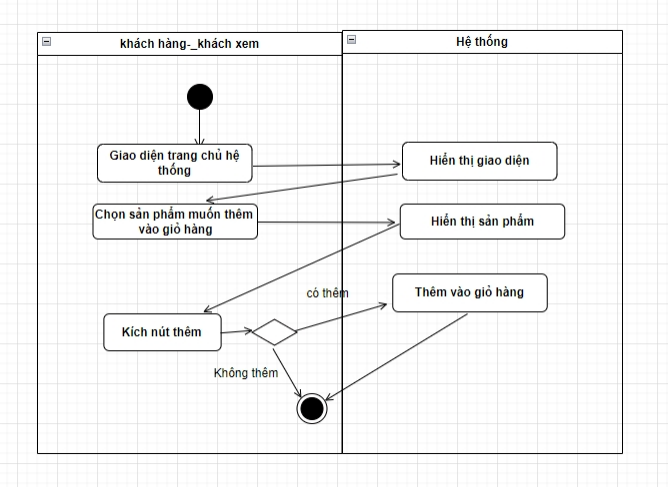 khách hàng-_khách xem
Hệ thống
Giao diện trang chủ hệ
thống
Hiển thị giao diện
Chọn sản phẩm muốn thêm
vào giỏ hàng
Hiển thị sản phẩm
có thêm
Thêm vào giỏ hàng
Kích nút thêm
Không thêm